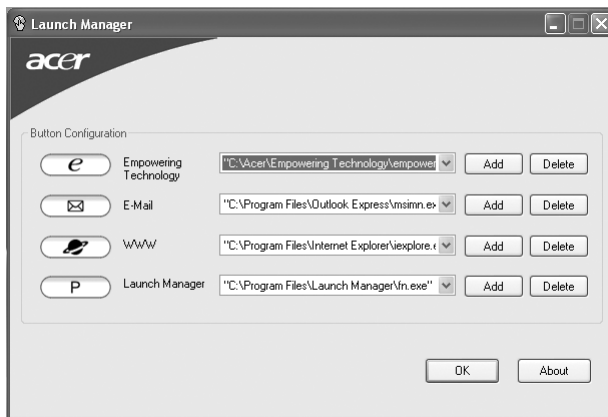 Launch Manager
acer
Button Configuration
e
Empowering
Technology
"C:\Acer\Empowering Technology\empower
Add
Delete
E-Mail
"C:\Program Files\Outlook Express\msimn.ex
Add
Delete
WWW
"C:\Program Files\Internet Explorer\iexplore.e
Add
Delete
P
Launch Manager
"C:\Program Files\Launch Manager\fn.exe"
Add
Delete
OK
About